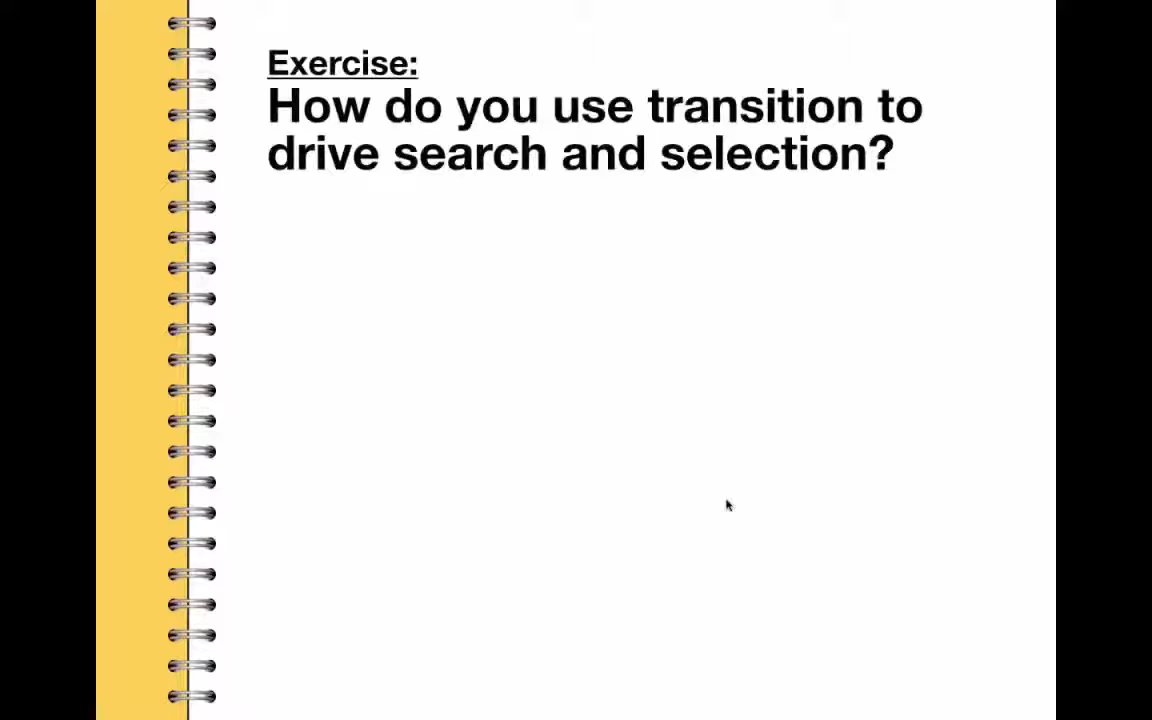 Exercise:
How do you use transition to
drive search and selection?